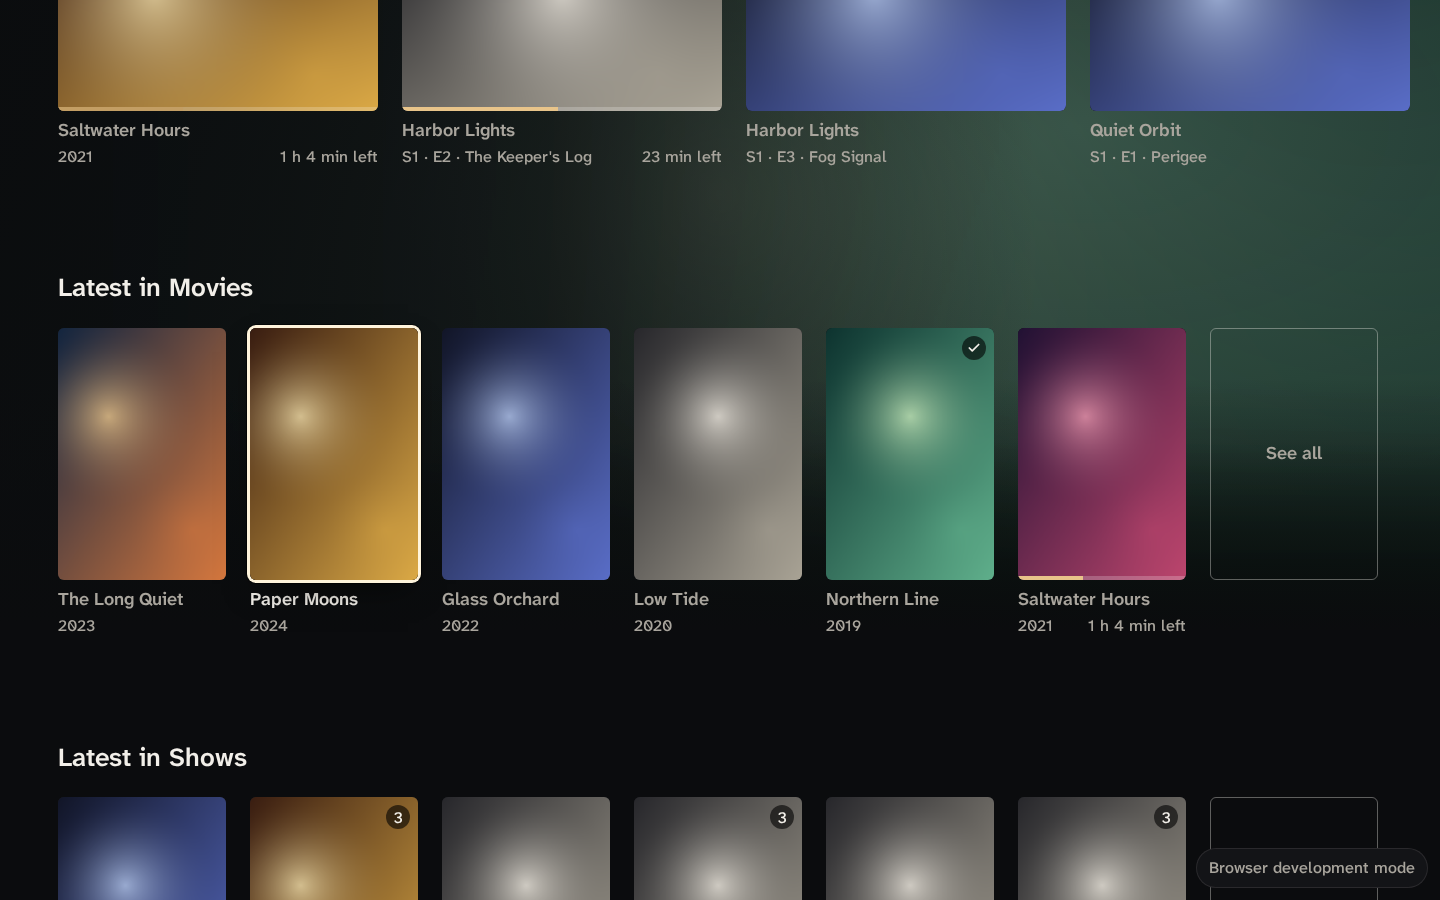 Saltwater Hours
2021 1 h 4 min left
Harbor Lights
S1 · E2 · The Keeper's Log 23 min left
Harbor Lights
S1 · E3 · Fog Signal
Quiet Orbit
S1 · E1 · Perigee
Latest in Movies
See all
The Long Quiet
2023
Paper Moons
2024
Glass Orchard
2022
Low Tide
2020
Northern Line
2019
Saltwater Hours
2021 1 h 4 min left
Latest in Shows
3
3
3
Browser development mode